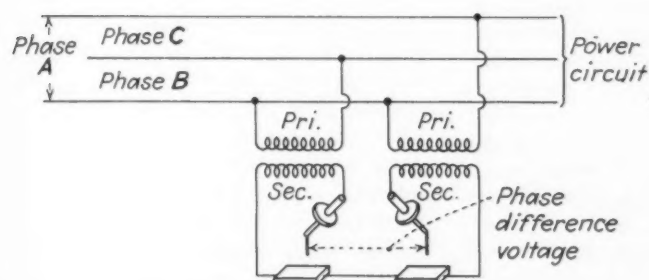 Phase C
Phase
A
Phase B
Power
circuit
Pri.
Pri.
Sec.
Sec.
Phase
difference
voltage